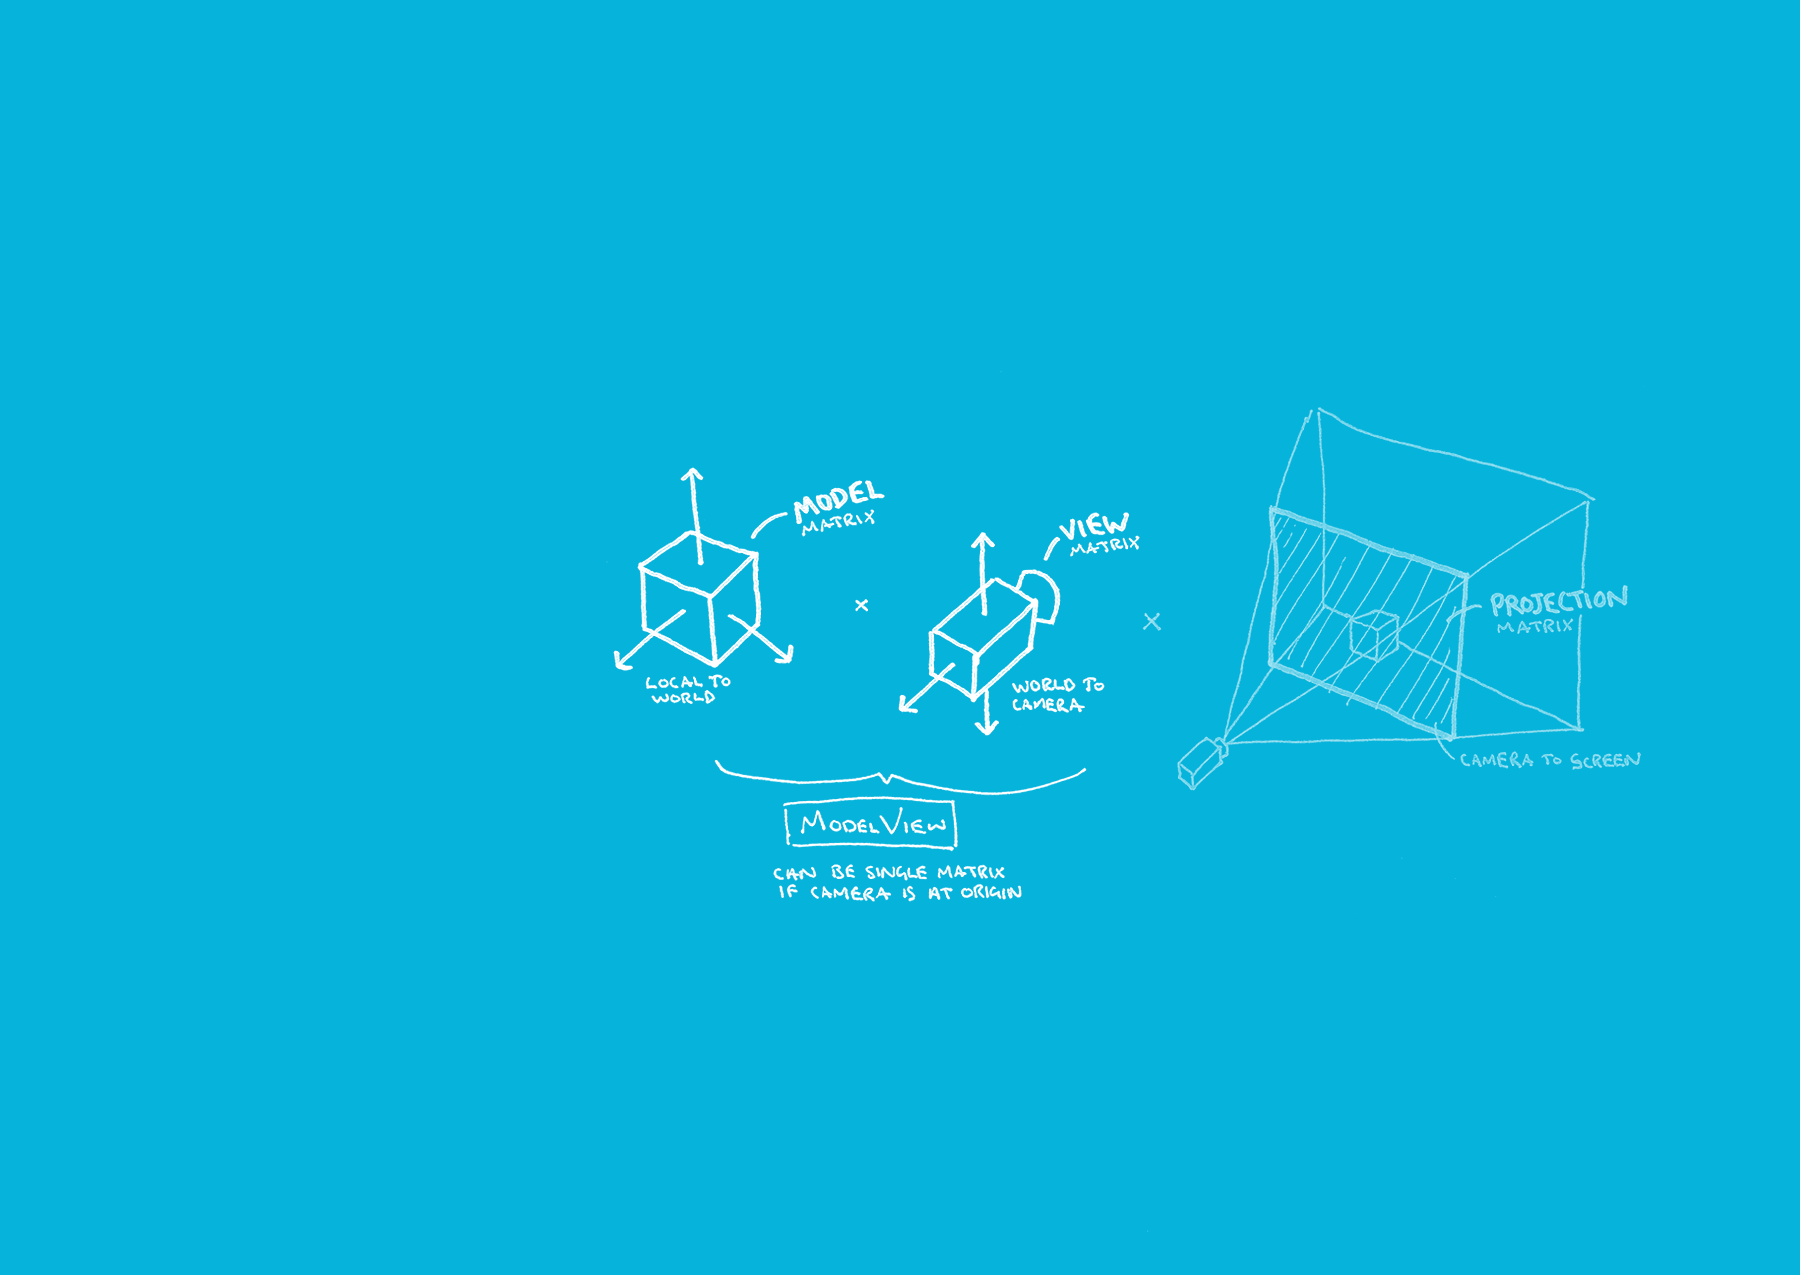 MODEL
MATRIX
×
LOCAL TO
WORLD
VIEW
MATRIX
×
WORLD TO
CAMERA
PROJECTION
MATRIX
CAMERA TO SCREEN
MODELVIEW
CAN BE SINGLE MATRIX
IF CAMERA IS AT ORIGIN